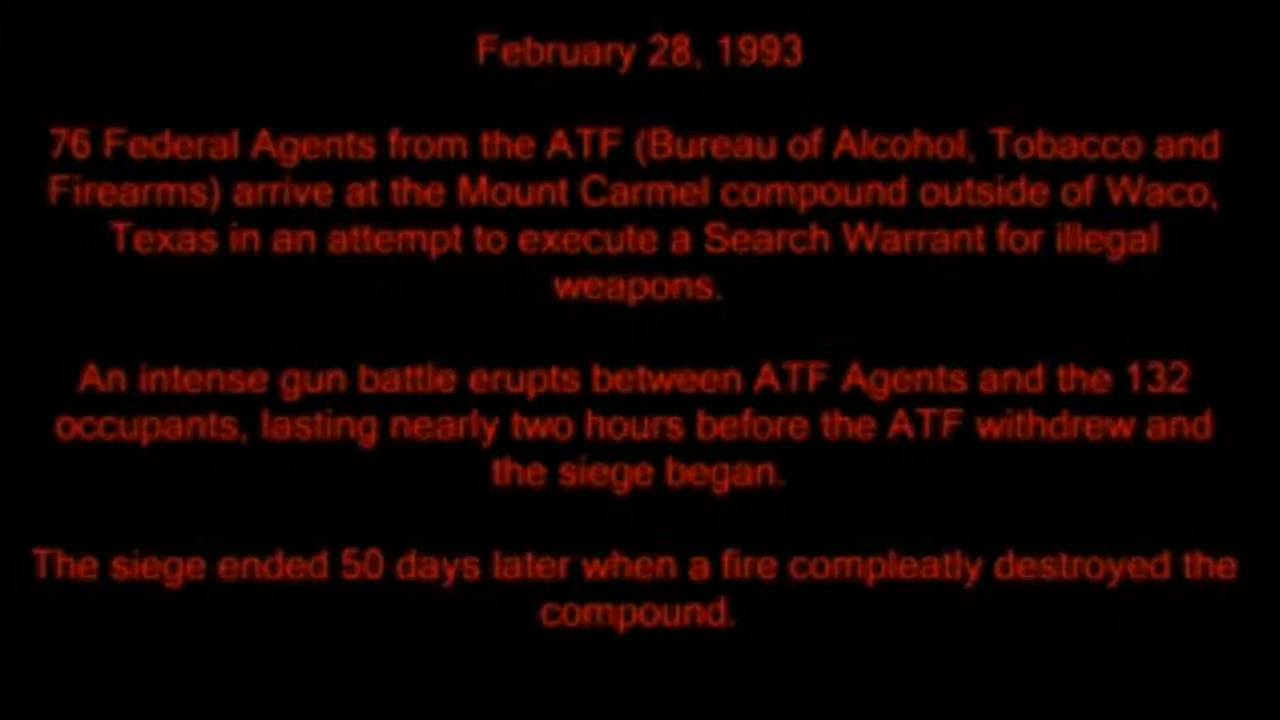 February 28, 1993
76 Federal Agents from the ATF (Bureau of Alcohol, Tobacco and
Firearms) arrive at the Mount Carmel compound outside of Waco,
Texas in an attempt to execute a Search Warrant for illegal
weapons.
An intense gun battle erupts between ATF Agents and the 132
occupants, lasting nearly two hours before the ATF withdrew and
the siege began.
The siege ended 50 days later when a fire compleatly destroyed the
compound.